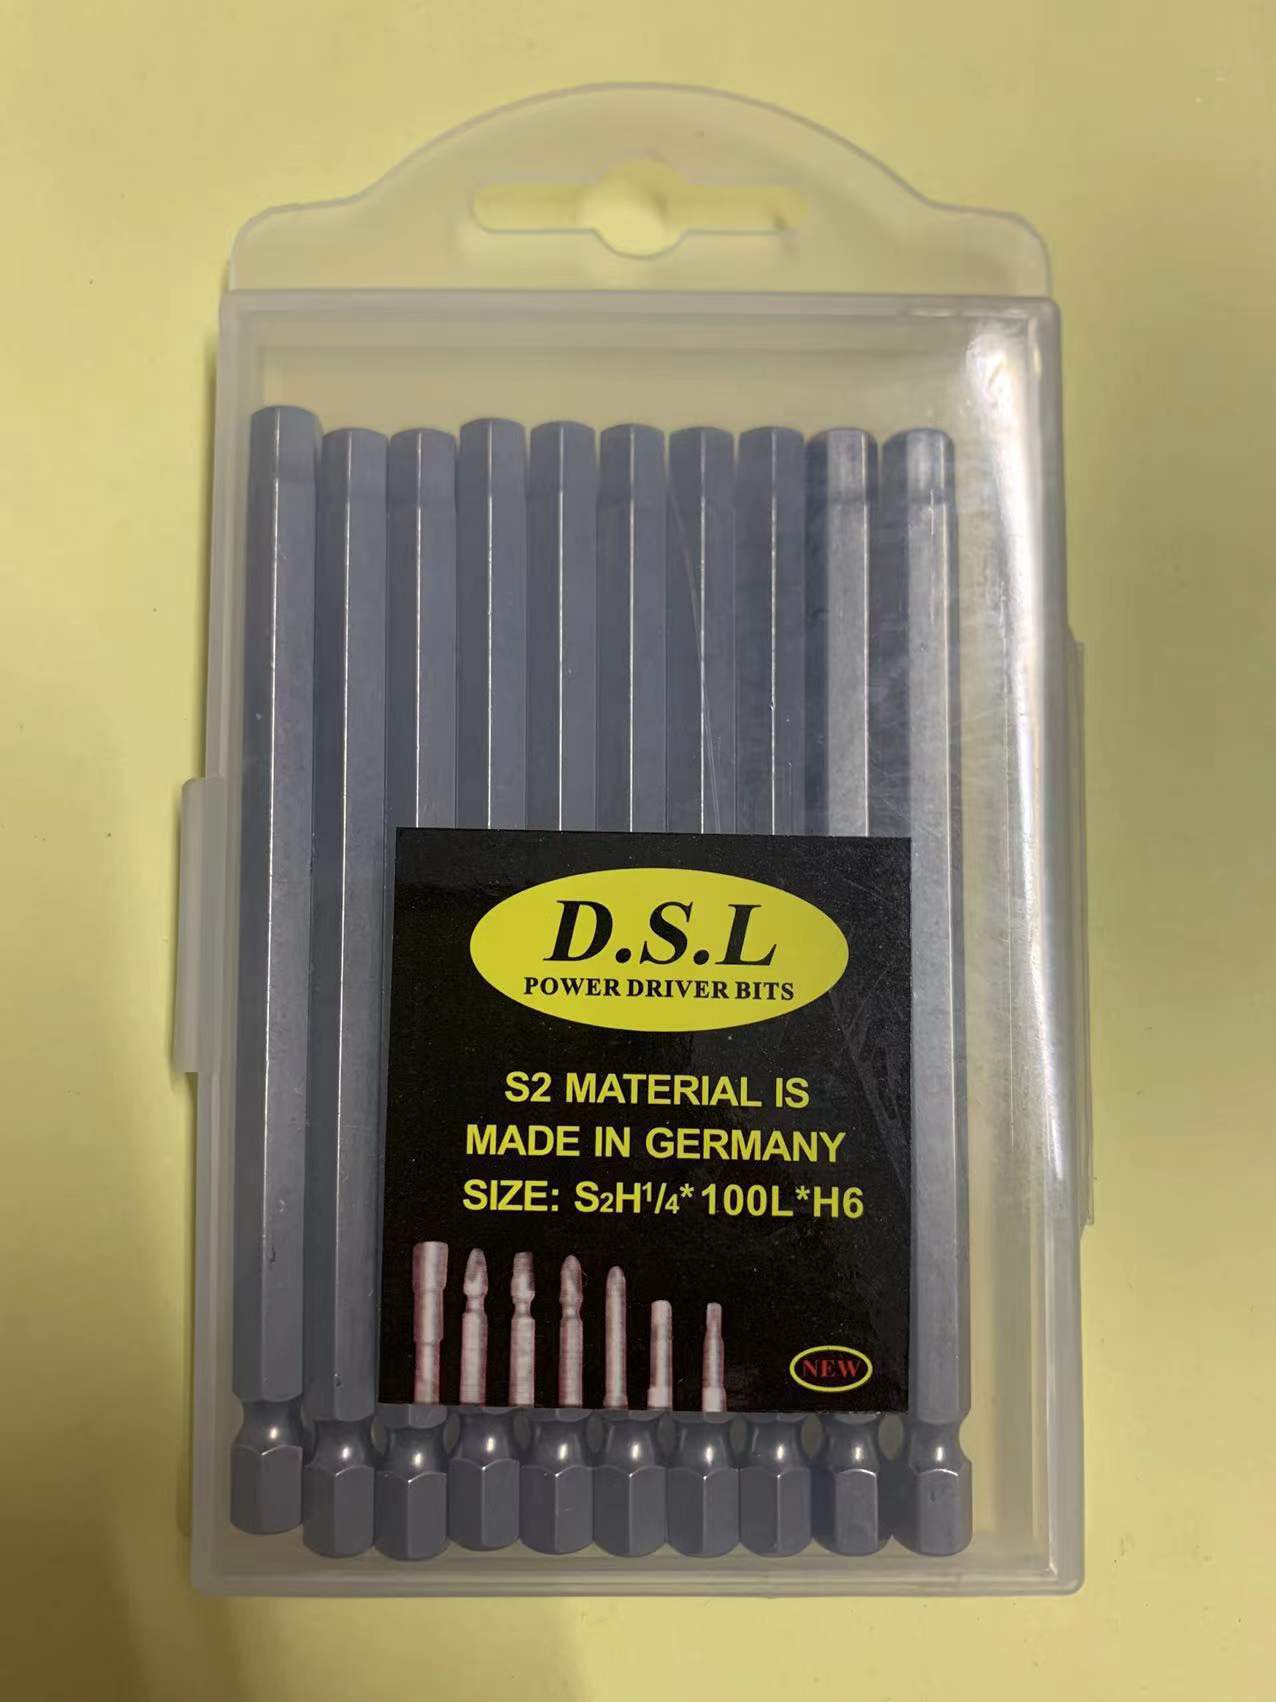 D.S.L
POWER DRIVER BITS
S2 MATERIAL IS
MADE IN GERMANY
SIZE: S2H1/4*100L*H6
NEW